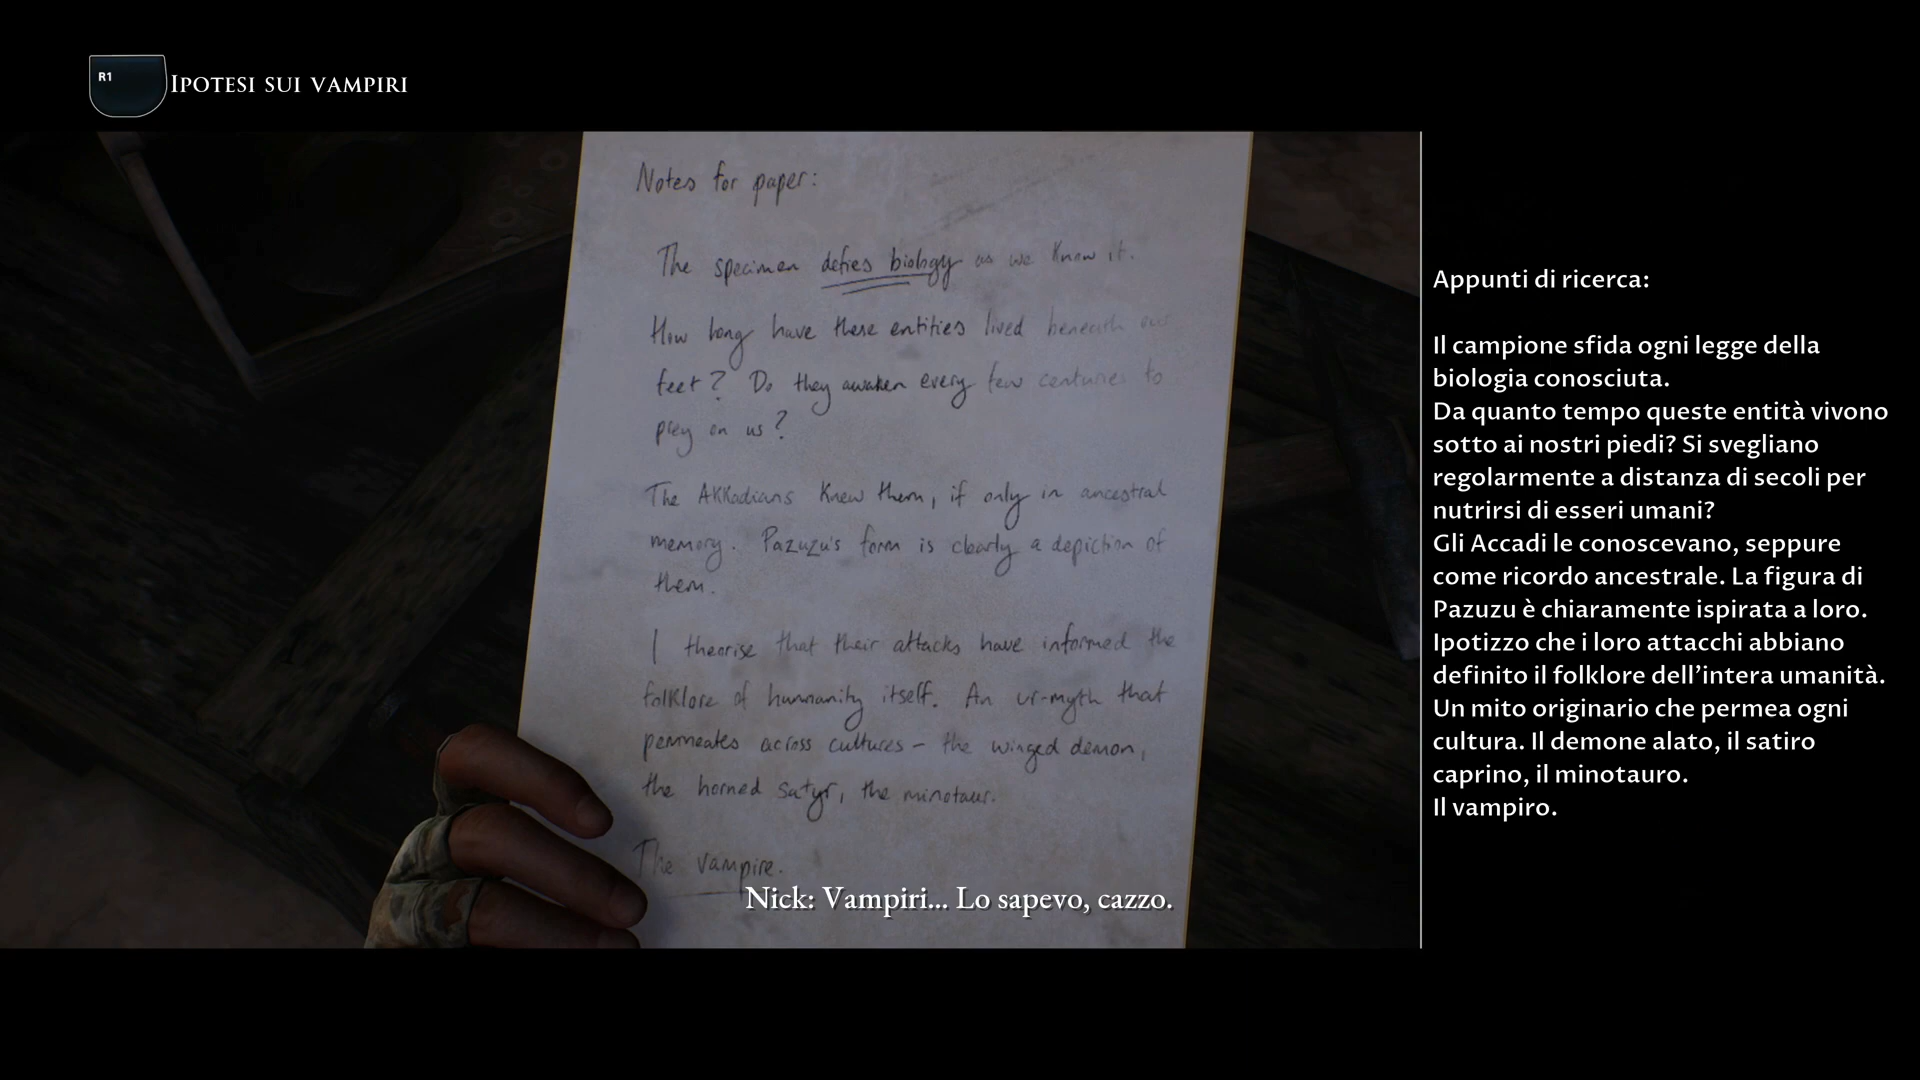 R1
Ipotesi sui vampiri
Notes for paper:
The specimen defies biology as we know it.
How long have these entities lived beneath our
feet? Do they awaken every few centuries to
prey on us?
The Akkadians knew them, if only in ancestral
memory. Pazuzu's form is clearly a depiction of
them.
I theorise that their attacks have informed the
folklore of humanity itself. An ur-myth that
permeates across cultures – the winged demon,
the horned satyr, the minotaur.
The vampire.
Nick: Vampiri... Lo sapevo, cazzo.
Appunti di ricerca:
Il campione sfida ogni legge della
biologia conosciuta.
Da quanto tempo queste entità vivono
sotto ai nostri piedi? Si svegliano
regolarmente a distanza di secoli per
nutrirsi di esseri umani?
Gli Accadi le conoscevano, seppure
come ricordo ancestrale. La figura di
Pazuzu è chiaramente ispirata a loro.
Ipotizzo che i loro attacchi abbiano
definito il folklore dell’intera umanità.
Un mito originario che permea ogni
cultura. Il demone alato, il satiro
caprino, il minotauro.
Il vampiro.